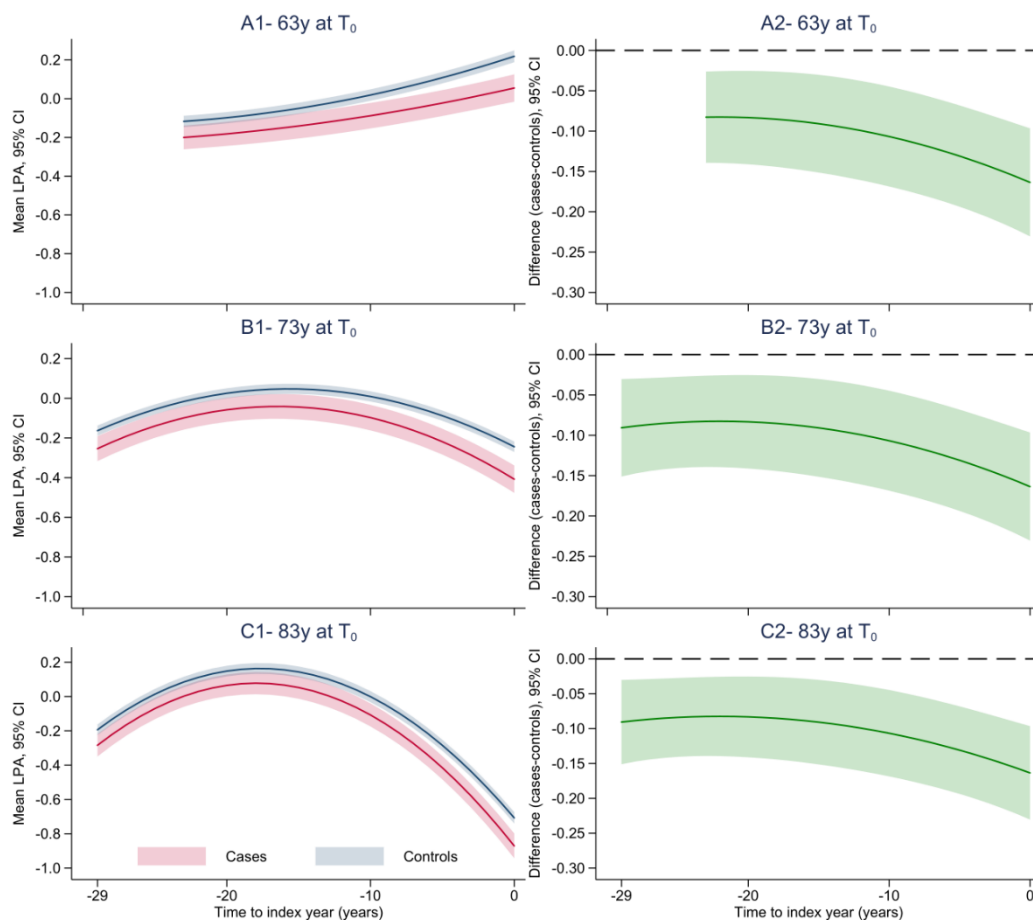 A1- 63y at T0
Mean LPA, 95% CI
0.2
0.0
-0.2
-0.4
-0.6
-0.8
-1.0
A2- 63y at T0
Difference (cases-controls), 95% CI
0.00
-0.05
-0.10
-0.15
-0.20
-0.25
-0.30
B1- 73y at T0
Mean LPA, 95% CI
0.2
0.0
-0.2
-0.4
-0.6
-0.8
-1.0
B2- 73y at T0
Difference (cases-controls), 95% CI
0.00
-0.05
-0.10
-0.15
-0.20
-0.25
-0.30
C1- 83y at T0
Mean LPA, 95% CI
0.2
0.0
-0.2
-0.4
-0.6
-0.8
-1.0
Cases
Controls
-29 -20 -10 0
Time to index year (years)
C2- 83y at T0
Difference (cases-controls), 95% CI
0.00
-0.05
-0.10
-0.15
-0.20
-0.25
-0.30
-29 -20 -10 0
Time to index year (years)